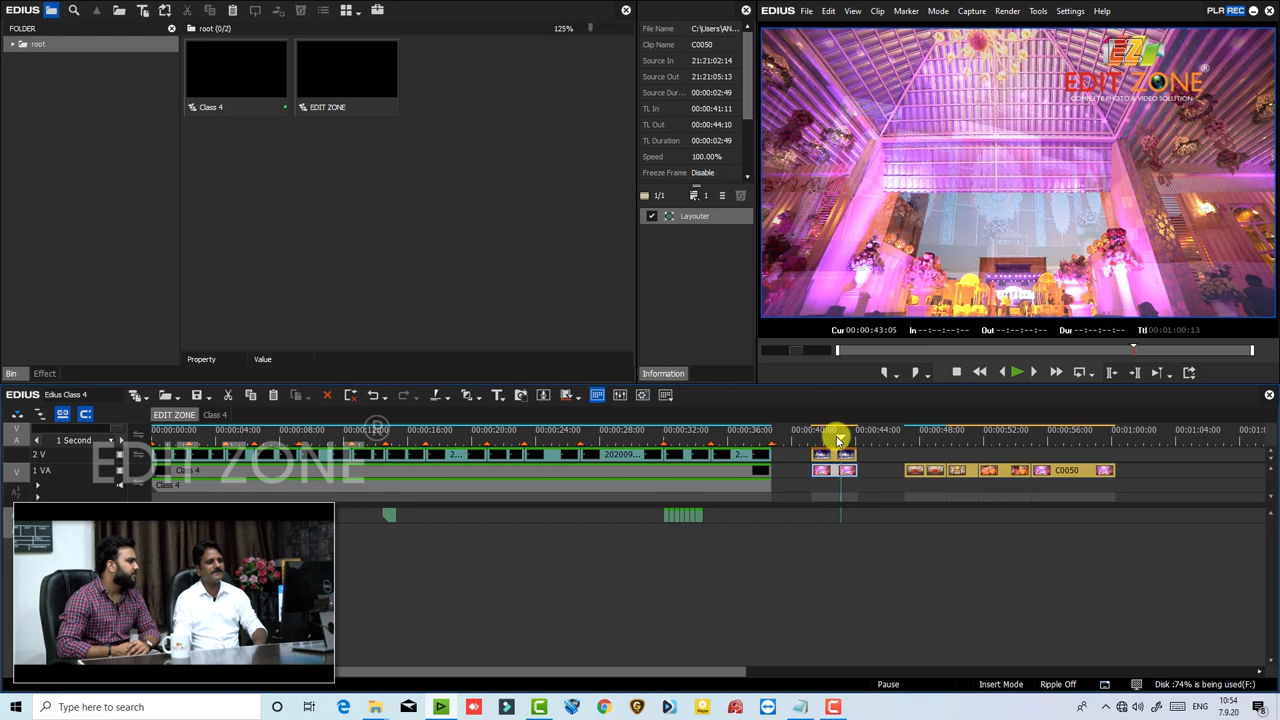 EDIUS
root (0/2)
125%
FOLDER
root
Class 4
EDIT ZONE
Property Value
Bin Effect
File Name C:\Users\AN...
Clip Name C0050
Source In 21:21:02:14
Source Out 21:21:05:13
Source Dur... 00:00:02:49
TL In 00:00:41:11
TL Out 00:00:44:10
TL Duration 00:00:02:49
Speed 100.00%
Freeze Frame Disable
1/1 1
Layouter
Information
EDIUS File Edit View Clip Marker Mode Capture Render Tools Settings Help PLR REC
EZ
EDIT ZONE ®
COMPLETE PHOTO & VIDEO SOLUTION
Cur 00:00:43:05 In --:--:--:-- Out --:--:--:-- Dur --:--:--:-- Ttl 00:01:00:13
EDIUS Edius Class 4
EDIT ZONE Class 4
V
A
1 Second
00:00:00:00 00:00:04:00 00:00:08:00 00:00:12:00 00:00:16:00 00:00:20:00 00:00:24:00 00:00:28:00 00:00:32:00 00:00:36:00 00:00:40:00 00:00:44:00 00:00:48:00 00:00:52:00 00:00:56:00 00:01:00:00 00:01:04:00
2 V 2... 202009... 2...
V 1 VA Class 4 C0050
Class 4
EDIT ZONE ®
Pause Insert Mode Ripple Off Disk :74% is being used(F:)
Type here to search
ENG
10:54
7.9.20